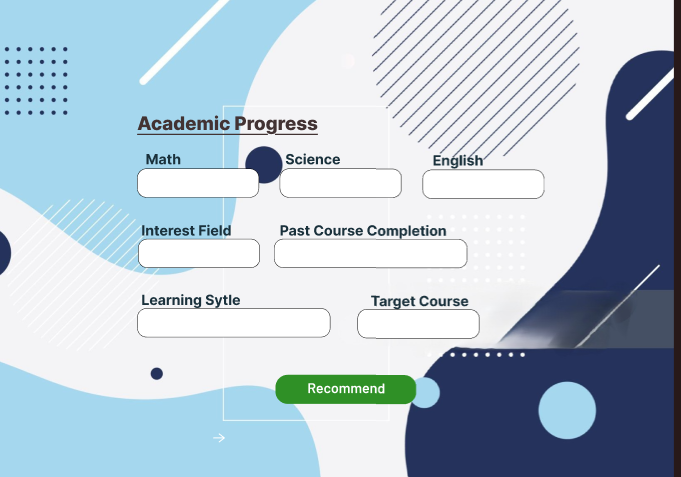 Academic Progress
Math Science English
Interest Field Past Course Completion
Learning Sytle Target Course
Recommend